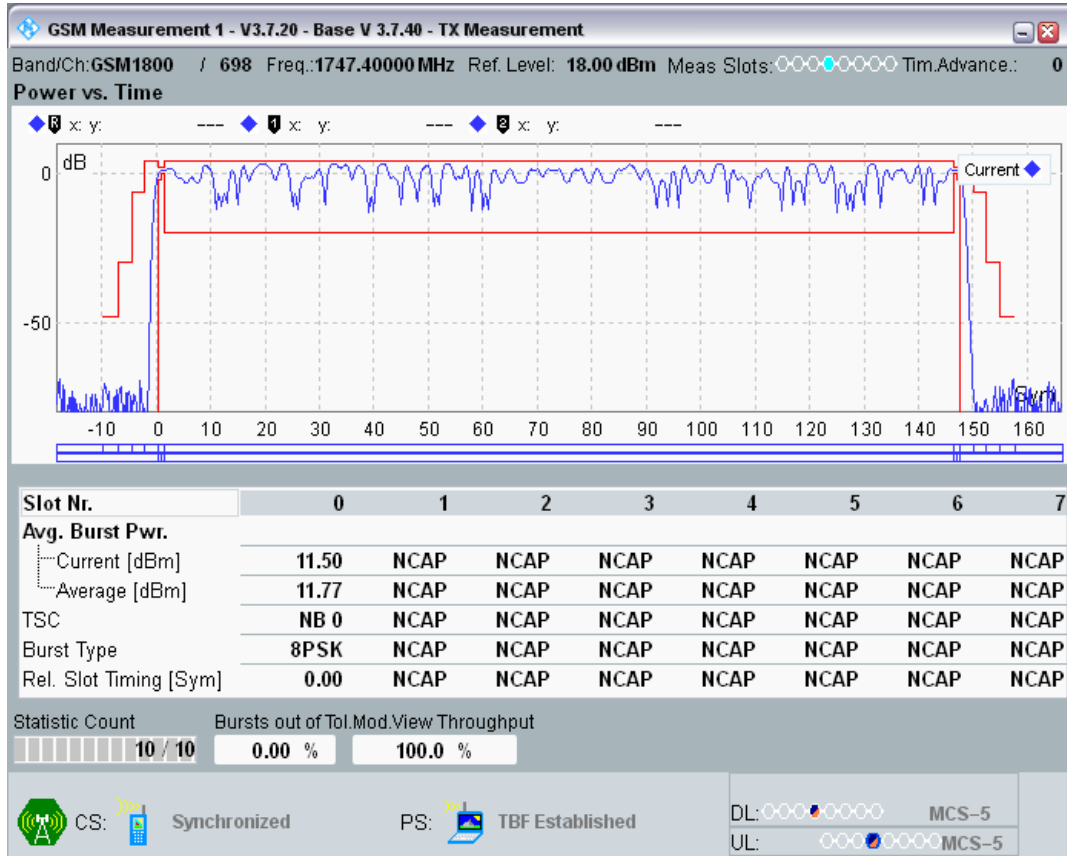 GSM Measurement 1 - V3.7.20 - Base V 3.7.40 - TX Measurement
Band/Ch:GSM1800 / 698 Freq.:1747.40000 MHz Ref. Level: 18.00 dBm Meas Slots: Tim.Advance.: 0
Power vs. Time
R x: y: --- 1 x: y: --- 2 x: y: ---
dB
Current
0
-50
Sym
-10 0 10 20 30 40 50 60 70 80 90 100 110 120 130 140 150 160
Slot Nr. 0 1 2 3 4 5 6 7
Avg. Burst Pwr.
Current [dBm] 11.50 NCAP NCAP NCAP NCAP NCAP NCAP NCAP
Average [dBm] 11.77 NCAP NCAP NCAP NCAP NCAP NCAP NCAP
TSC NB 0 NCAP NCAP NCAP NCAP NCAP NCAP NCAP
Burst Type 8PSK NCAP NCAP NCAP NCAP NCAP NCAP NCAP
Rel. Slot Timing [Sym] 0.00 NCAP NCAP NCAP NCAP NCAP NCAP NCAP
Statistic Count Bursts out of Tol. Mod.View Throughput
10 / 10 0.00 % 100.0 %
CS: Synchronized PS: TBF Established DL: MCS-5
UL: MCS-5